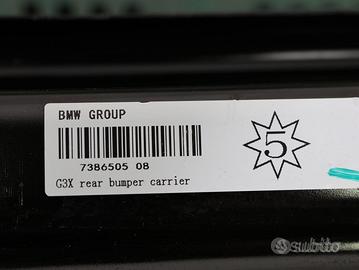 BMW GROUP
5
7386505 08
G3X rear bumper carrier
subito